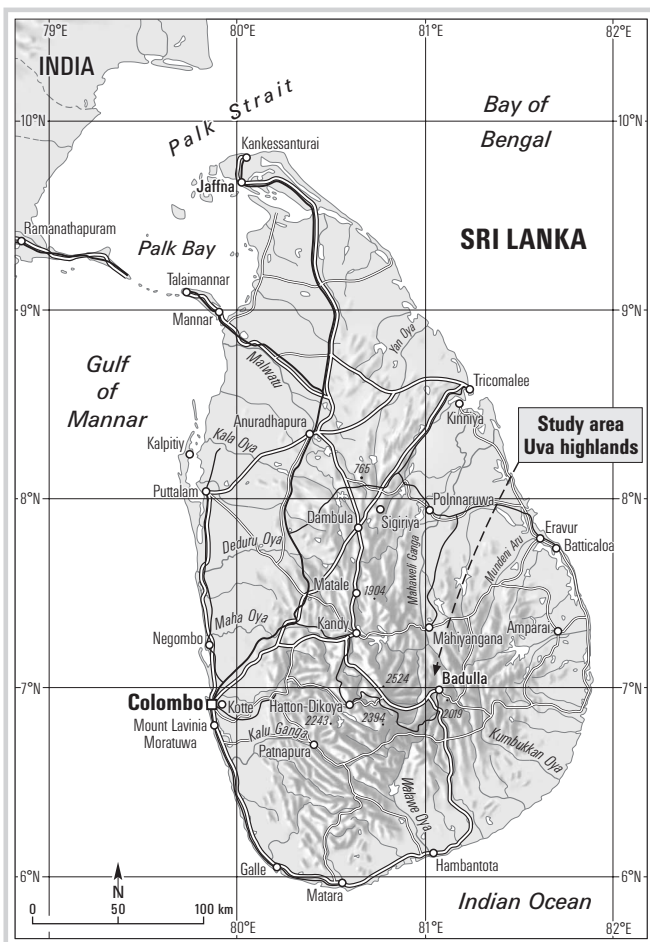 79°E
80°E
81°E
82°E
INDIA
Palk Strait
Bay of
Bengal
10°N
10°N
Kankessanturai
Jaffna
Ramanathapuram
Palk Bay
SRI LANKA
Talaimannar
9°N
Mannar
9°N
Malwatu
Yan Oya
Gulf
of
Mannar
Tricomalee
Kinniya
Study area
Uva highlands
Anuradhapura
Kala Oya
Kalpitiy
765
Puttalam
8°N
8°N
Dambula
Sigiriya
Polnnaruwa
Eravur
Batticaloa
Deduru Oya
Mahaweli Ganga
Mundeni Aru
Matale
1904
Maha Oya
Kandy
Mahiyangana
Amparai
Negombo
7°N
2524
Badulla
7°N
Colombo
Kotte
Hatton-Dikoya
2243
2394
2019
Mount Lavinia
Moratuwa
Kalu Ganga
Patnapura
Kumbukkan Oya
Walawe Oya
6°N
Galle
Matara
Hambantota
6°N
N
Indian Ocean
0
50
100 km
80°E
81°E
82°E